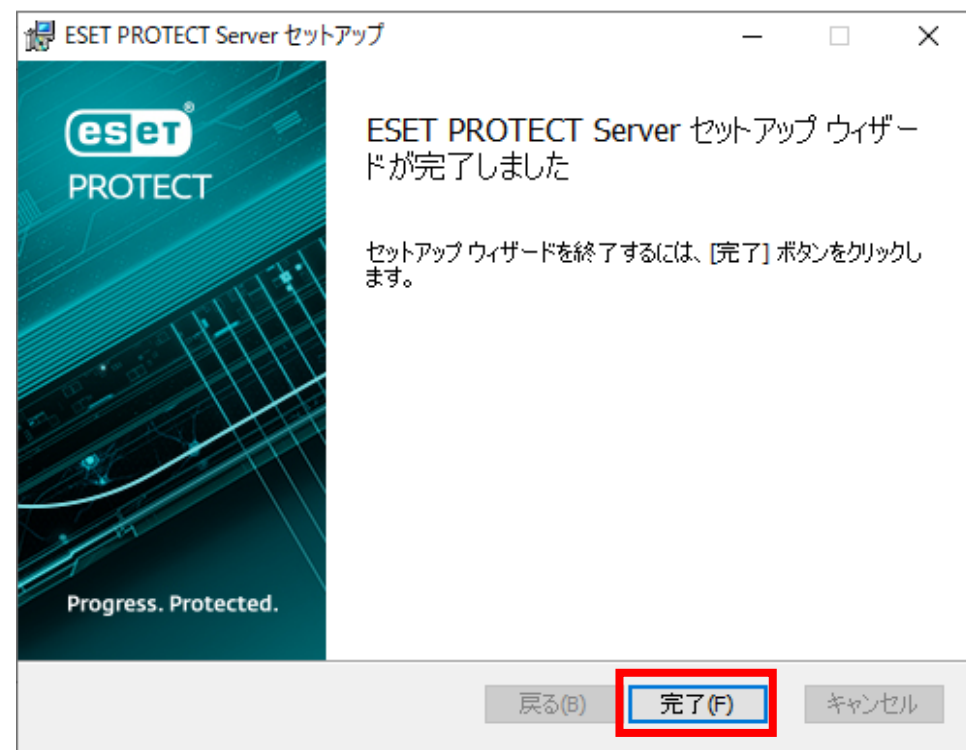 ESET PROTECT Server セットアップ
eset®
PROTECT
ESET PROTECT Server セットアップ ウィザー
ドが完了しました
セットアップ ウィザードを終了するには、[完了] ボタンをクリックし
ます。
Progress. Protected.
戻る(B)
完了(F)
キャンセル